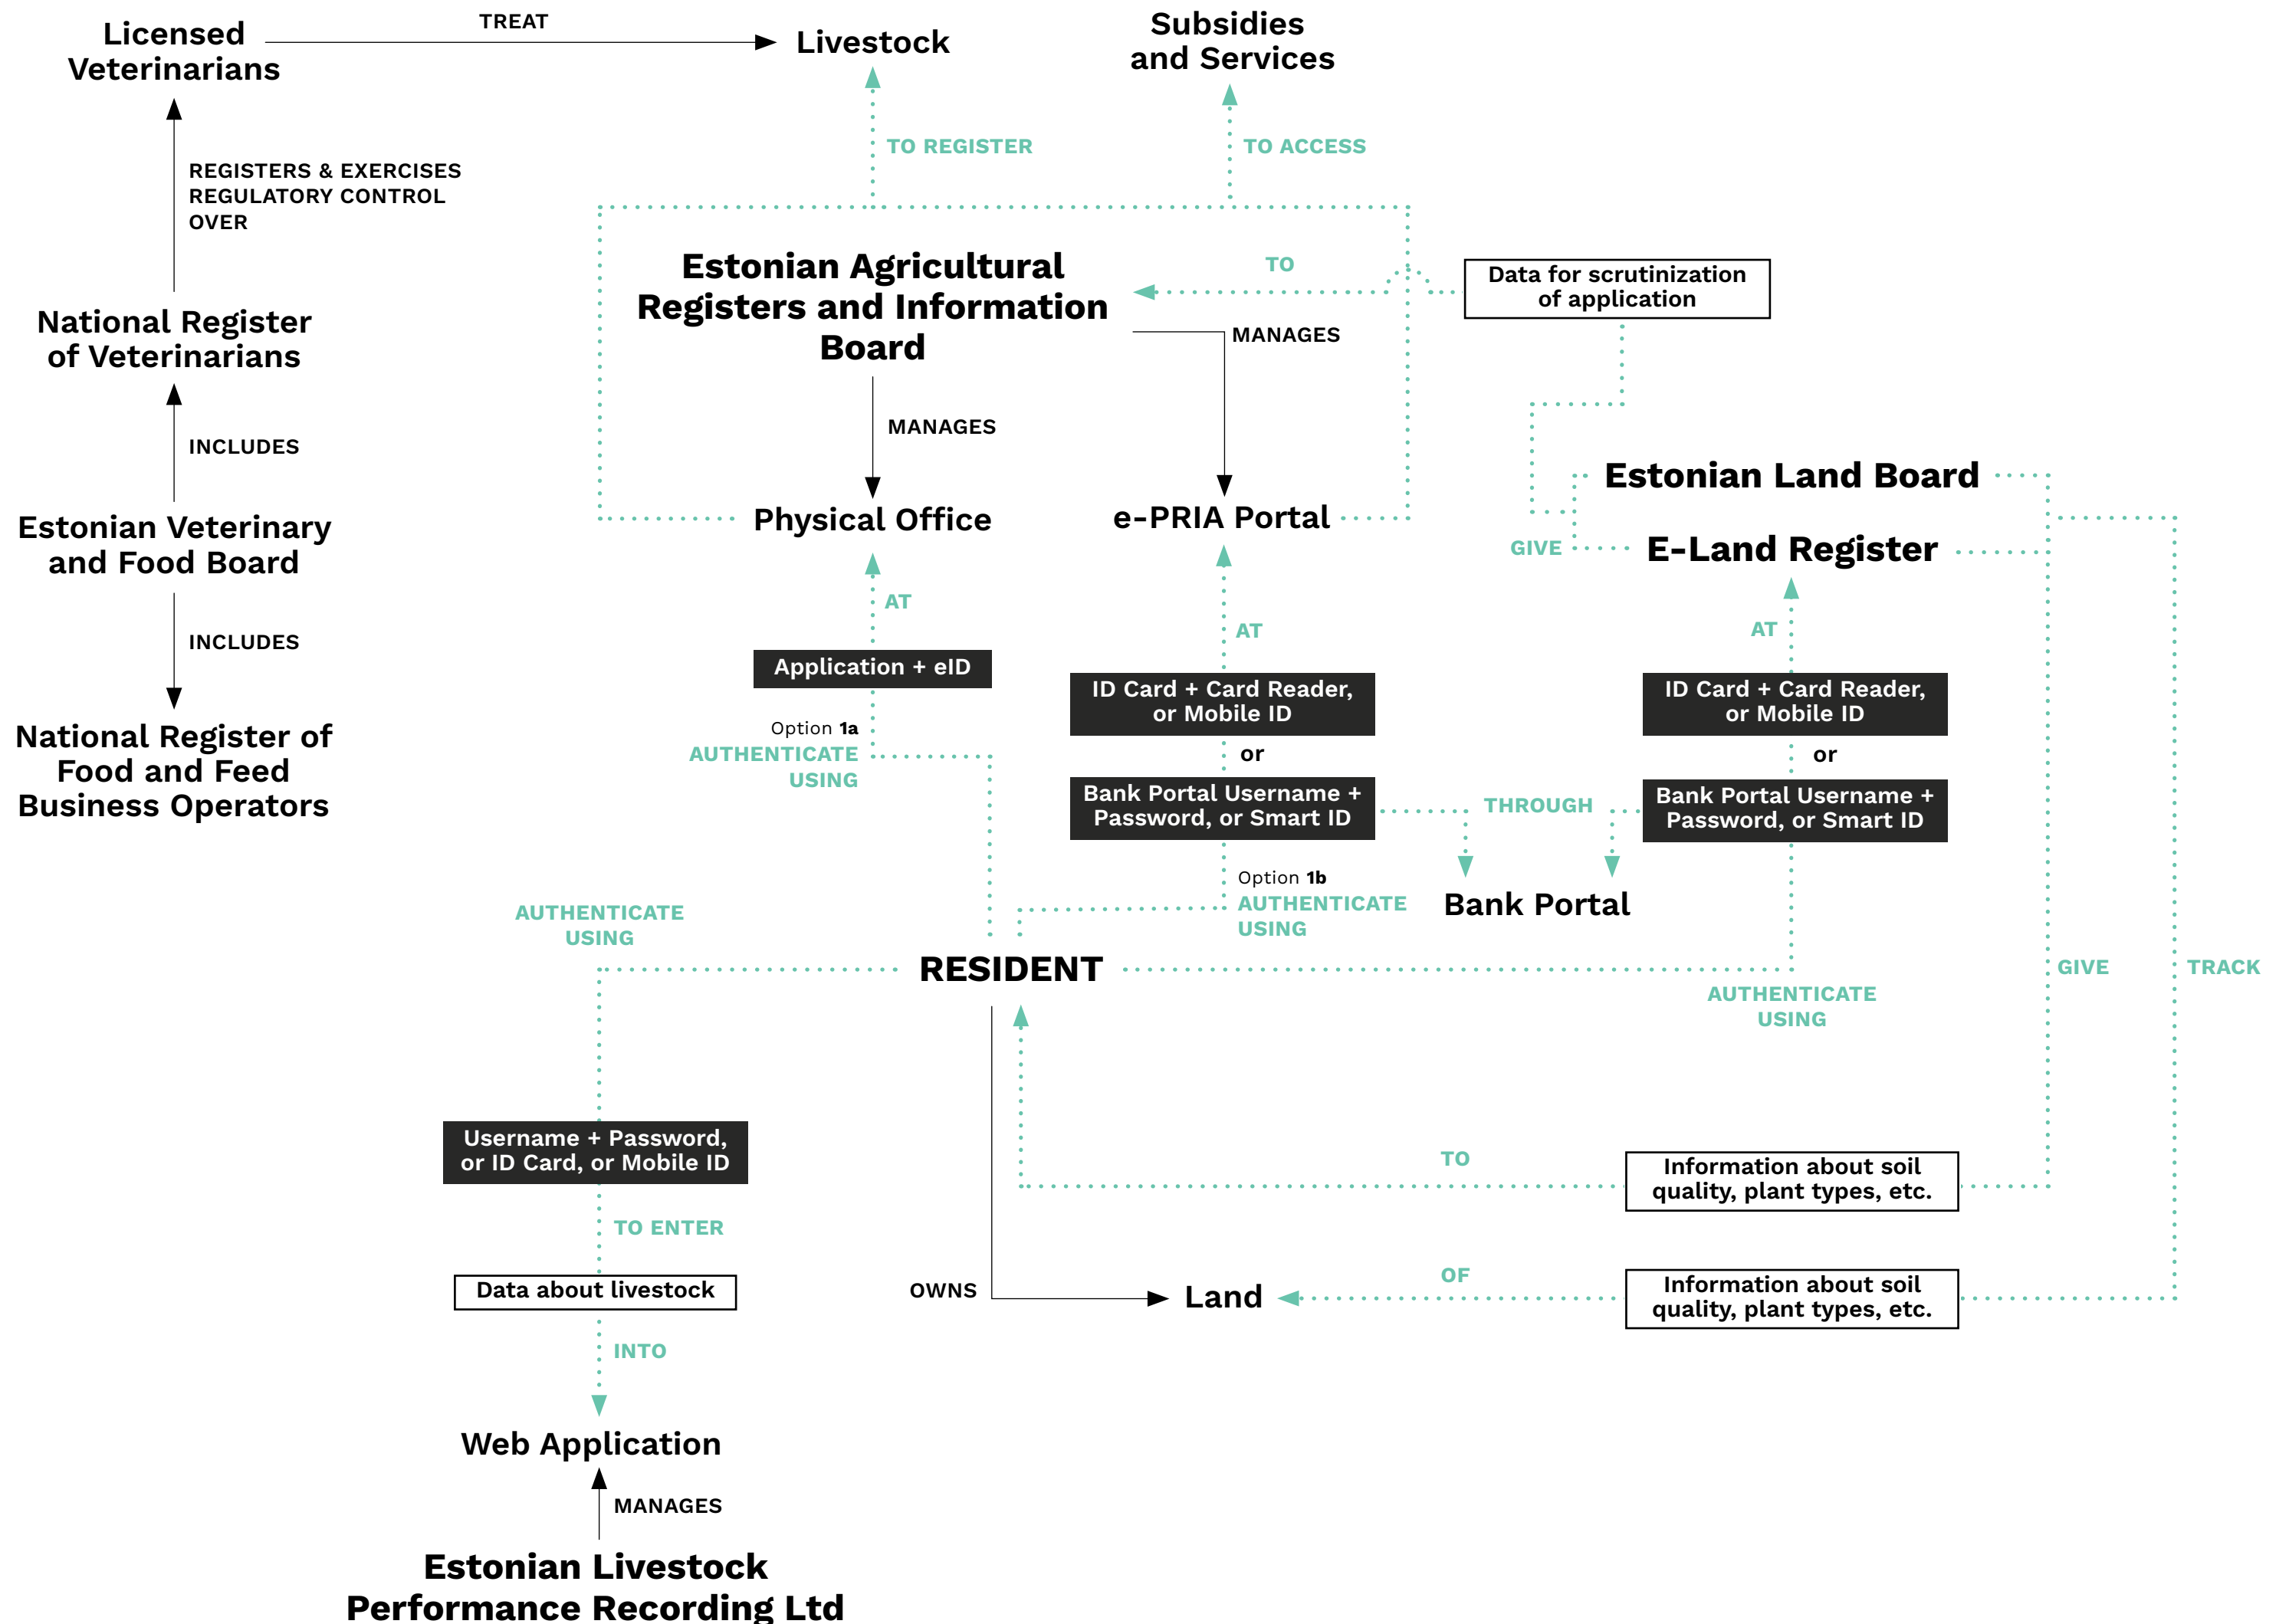 TREAT
Licensed
Veterinarians
Livestock
Subsidies
and Services
TO REGISTER
TO ACCESS
REGISTERS & EXERCISES
REGULATORY CONTROL
OVER
National Register
of Veterinarians
INCLUDES
Estonian Veterinary
and Food Board
INCLUDES
National Register of
Food and Feed
Business Operators
Estonian Agricultural
Registers and Information
Board
TO
Data for scrutinization
of application
MANAGES
MANAGES
Physical Office
e-PRIA Portal
Estonian Land Board
GIVE
E-Land Register
AT
AT
AT
Application + eID
ID Card + Card Reader,
or Mobile ID
or
Bank Portal Username +
Password, or Smart ID
ID Card + Card Reader,
or Mobile ID
or
Bank Portal Username +
Password, or Smart ID
THROUGH
Option 1a
AUTHENTICATE
USING
Option 1b
AUTHENTICATE
USING
Bank Portal
AUTHENTICATE
USING
RESIDENT
AUTHENTICATE
USING
GIVE
TRACK
Username + Password,
or ID Card, or Mobile ID
TO ENTER
Data about livestock
INTO
Web Application
MANAGES
Estonian Livestock
Performance Recording Ltd
TO
Information about soil
quality, plant types, etc.
OWNS
Land
OF
Information about soil
quality, plant types, etc.